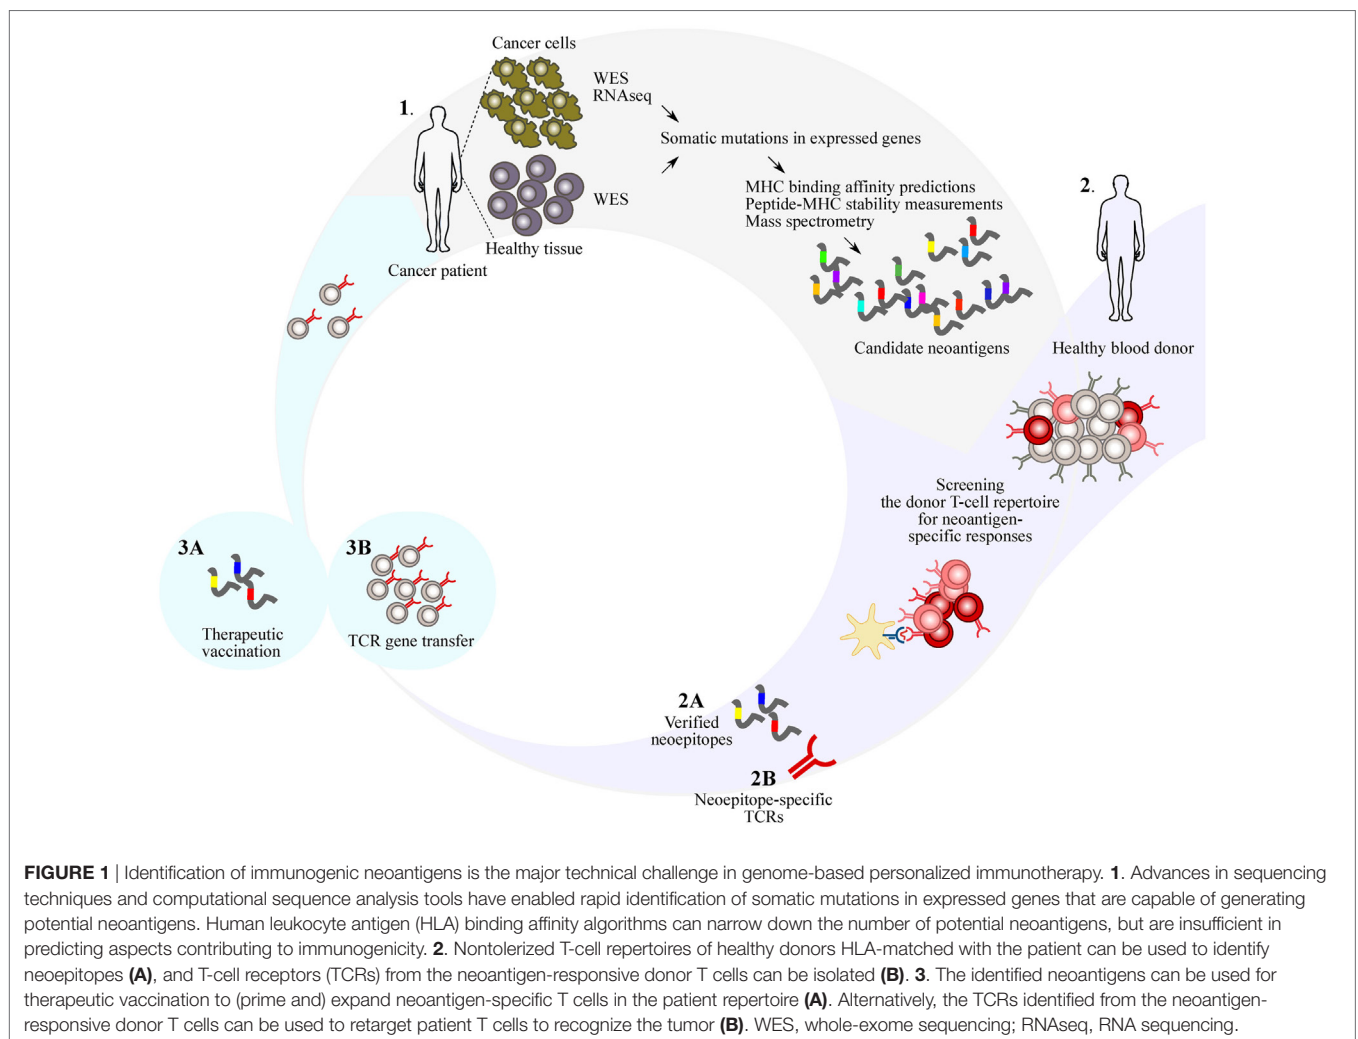 Cancer cells
WES
RNAseq
1.
Somatic mutations in expressed genes
MHC binding affinity predictions
Peptide-MHC stability measurements
Mass spectrometry
WES
Healthy tissue
Cancer patient
2.
Candidate neoantigens
Healthy blood donor
Screening
the donor T-cell repertoire
for neoantigen-
specific responses
3A
Therapeutic
vaccination
3B
TCR gene transfer
2A
Verified
neoepitopes
2B
Neoepitope-specific
TCRs
FIGURE 1 | Identification of immunogenic neoantigens is the major technical challenge in genome-based personalized immunotherapy. 1. Advances in sequencing
techniques and computational sequence analysis tools have enabled rapid identification of somatic mutations in expressed genes that are capable of generating
potential neoantigens. Human leukocyte antigen (HLA) binding affinity algorithms can narrow down the number of potential neoantigens, but are insufficient in
predicting aspects contributing to immunogenicity. 2. Nontolerized T-cell repertoires of healthy donors HLA-matched with the patient can be used to identify
neoepitopes (A), and T-cell receptors (TCRs) from the neoantigen-responsive donor T cells can be isolated (B). 3. The identified neoantigens can be used for
therapeutic vaccination to (prime and) expand neoantigen-specific T cells in the patient repertoire (A). Alternatively, the TCRs identified from the neoantigen-
responsive donor T cells can be used to retarget patient T cells to recognize the tumor (B). WES, whole-exome sequencing; RNAseq, RNA sequencing.